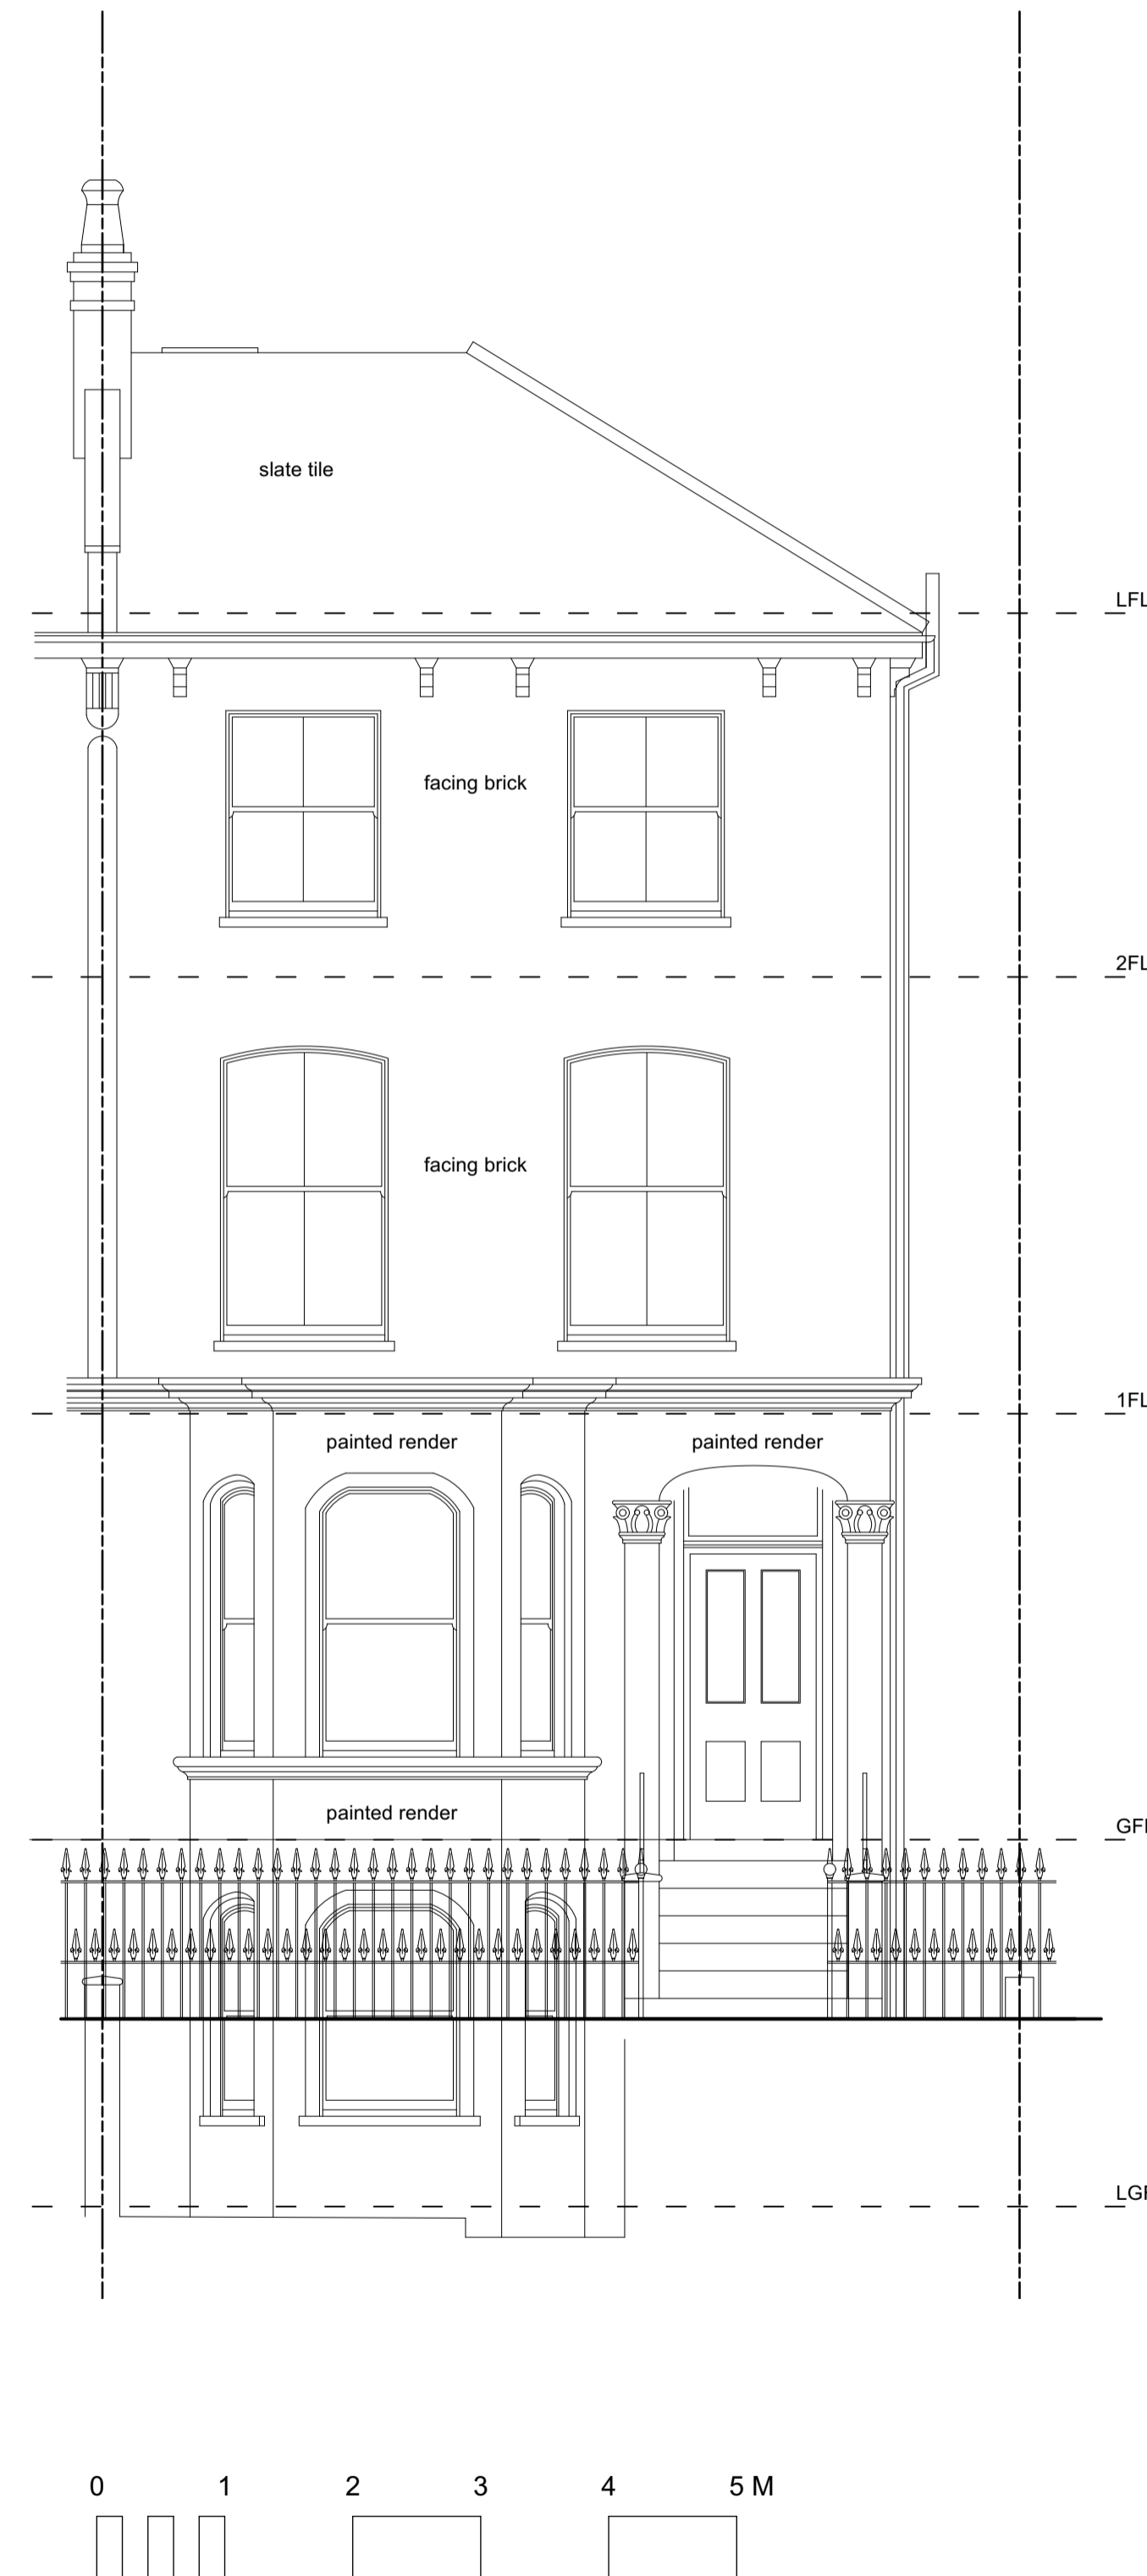 slate tile
LFL
facing brick
2FL
facing brick
1FL
painted render painted render
painted render
GF
LG
0 1 2 3 4 5 M